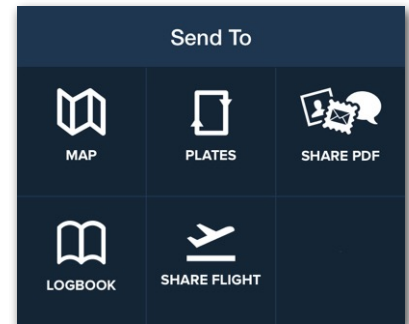 Send To
MAP
PLATES
SHARE PDF
LOGBOOK
SHARE FLIGHT